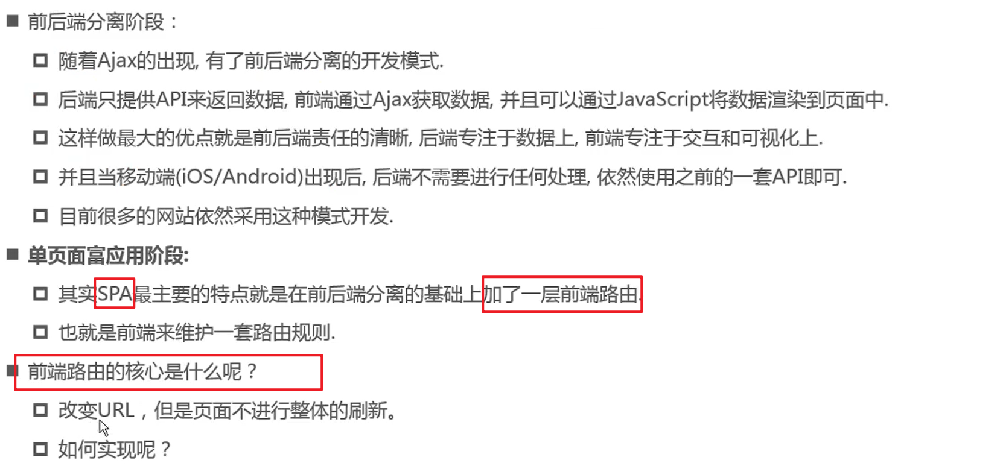 前后端分离阶段：
随着Ajax的出现, 有了前后端分离的开发模式.
后端只提供API来返回数据, 前端通过Ajax获取数据, 并且可以通过JavaScript将数据渲染到页面中.
这样做最大的优点就是前后端责任的清晰, 后端专注于数据上, 前端专注于交互和可视化上.
并且当移动端(iOS/Android)出现后, 后端不需要进行任何处理, 依然使用之前的一套API即可.
目前很多的网站依然采用这种模式开发.
单页面富应用阶段:
其实SPA最主要的特点就是在前后端分离的基础上加了一层前端路由.
也就是前端来维护一套路由规则.
前端路由的核心是什么呢？
改变URL，但是页面不进行整体的刷新。
如何实现呢？